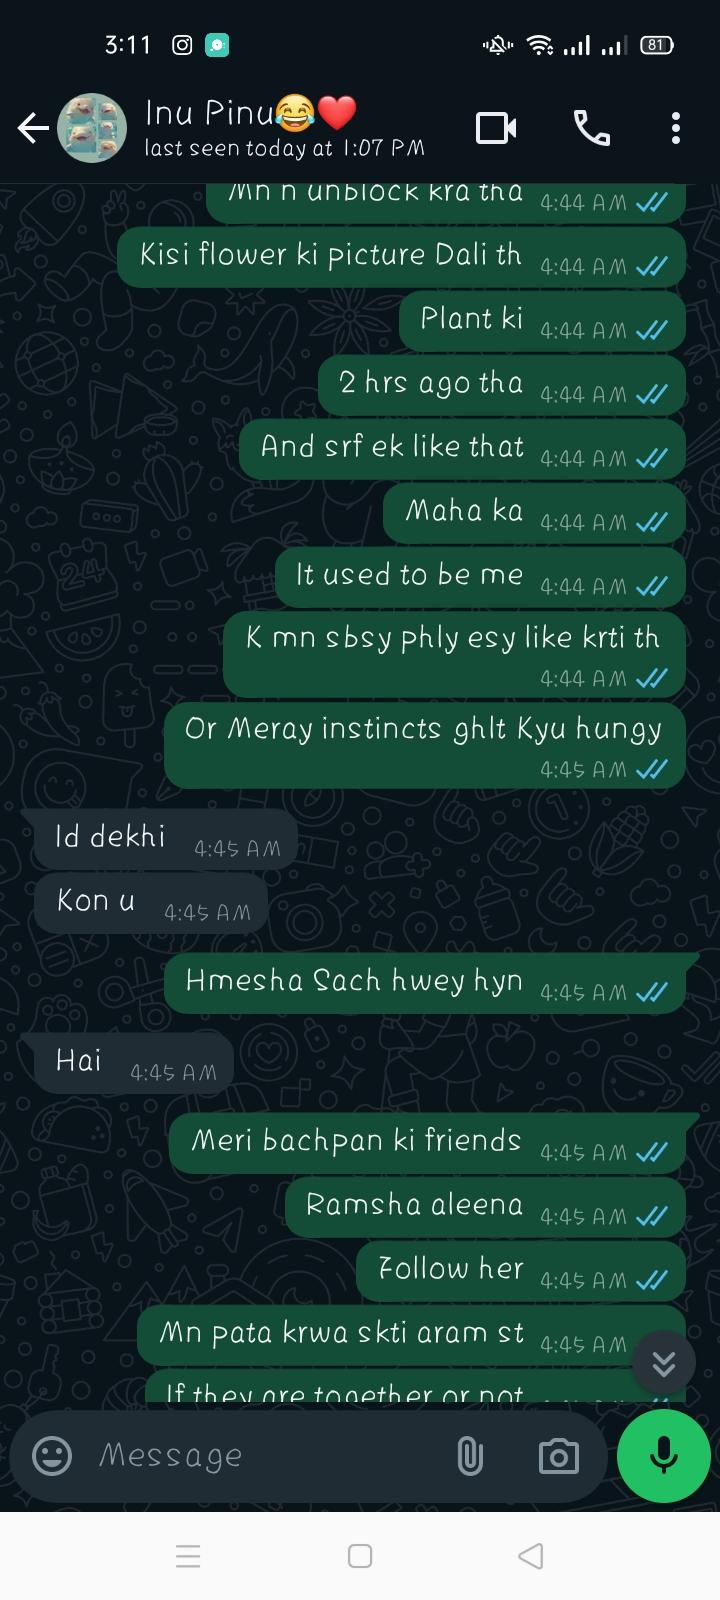 3:11
81
Inu Pinu😂❤️
last seen today at 1:07 PM
Mn n unblock kra tha 4:44 AM
Kisi flower ki picture Dali th 4:44 AM
Plant ki 4:44 AM
2 hrs ago tha 4:44 AM
And srf ek like that 4:44 AM
Maha ka 4:44 AM
It used to be me 4:44 AM
K mn sbsy phly esy like krti th
4:44 AM
Or Meray instincts ghlt Kyu hungy
4:45 AM
Id dekhi 4:45 AM
Kon u 4:45 AM
Hmesha Sach hwey hyn 4:45 AM
Hai 4:45 AM
Meri bachpan ki friends 4:45 AM
Ramsha aleena 4:45 AM
Follow her 4:45 AM
Mn pata krwa skti aram st 4:45 AM
If they are together or not
Message